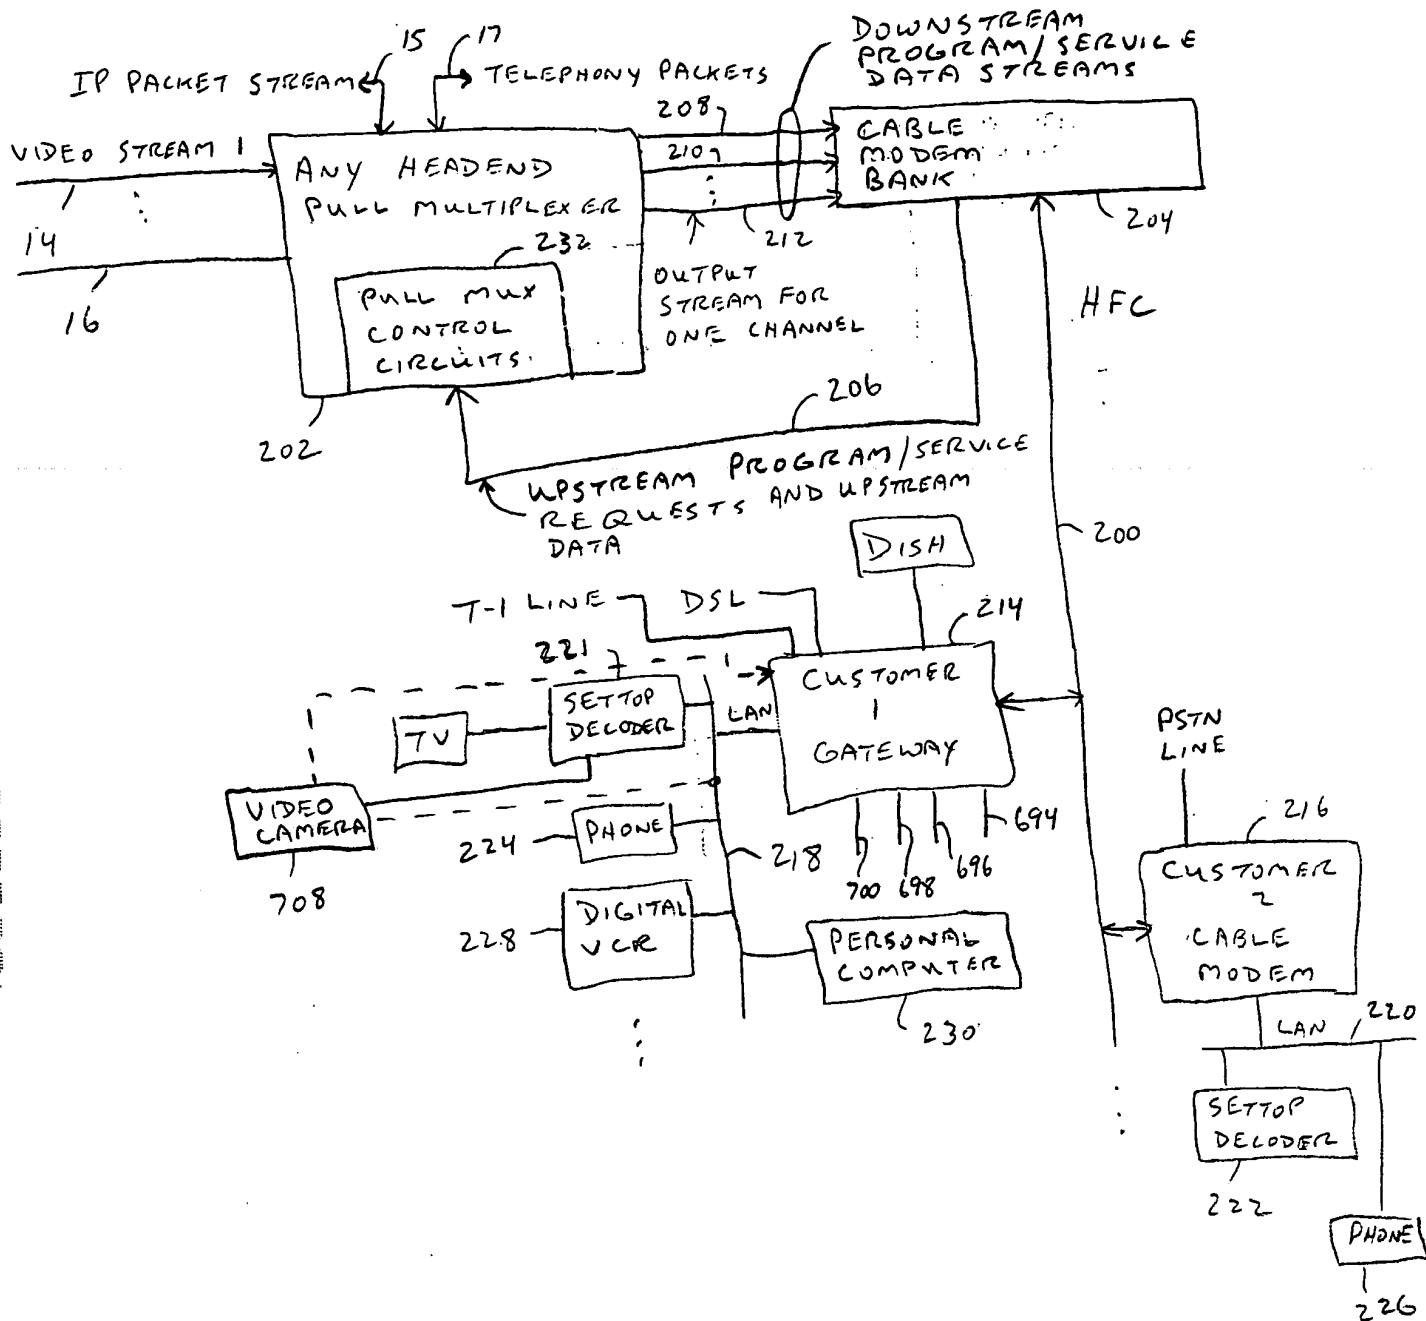 15
17
IP PACKET STREAM
TELEPHONY PACKETS
DOWNSTREAM
PROGRAM/SERVICE
DATA STREAMS
VIDEO STREAM 1
14
16
ANY HEADEND
PULL MULTIPLEXER
232
PULL MUX
CONTROL
CIRCUITS.
202
208
210
212
OUTPUT
STREAM FOR
ONE CHANNEL
CABLE
MODEM
BANK
204
HFC
206
UPSTREAM PROGRAM/SERVICE
REQUESTS AND UPSTREAM
DATA
200
DISH
T-1 LINE
DSL
214
221
SETTOP
DECODER
TV
LAN
CUSTOMER
1
GATEWAY
VIDEO
CAMERA
708
224
PHONE
218
700
698
696
694
228
DIGITAL
VCR
PERSONAL
COMPUTER
230
PSTN
LINE
216
CUSTOMER
2
CABLE
MODEM
LAN
220
SETTOP
DECODER
222
PHONE
226